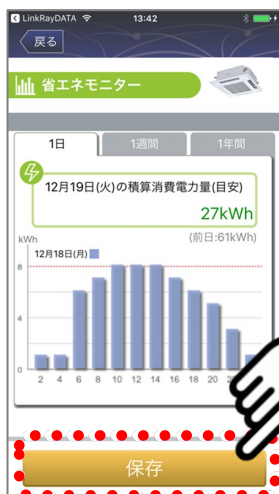 LinkRayDATA 13:42
戻る
省エネモニター
1日 1週間 1年間
12月19日(火)の積算消費電力量(目安)
27kWh
(前日:61kWh)
kWh
12月18日(月)
8
4
0
2 4 6 8 10 12 14 16 18 20
保存